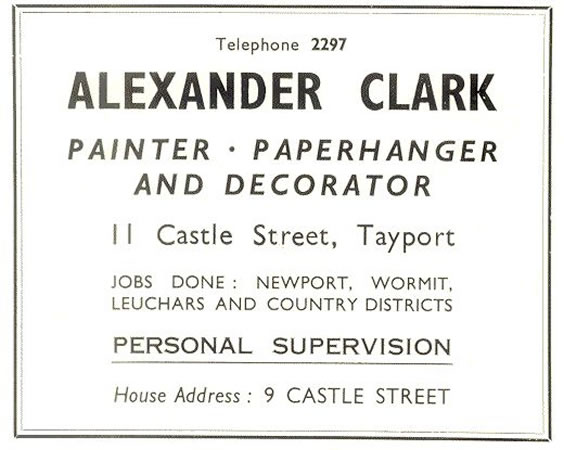 Telephone 2297
ALEXANDER CLARK
PAINTER · PAPERHANGER
AND DECORATOR
11 Castle Street, Tayport
JOBS DONE: NEWPORT, WORMIT,
LEUCHARS AND COUNTRY DISTRICTS
PERSONAL SUPERVISION
House Address: 9 CASTLE STREET